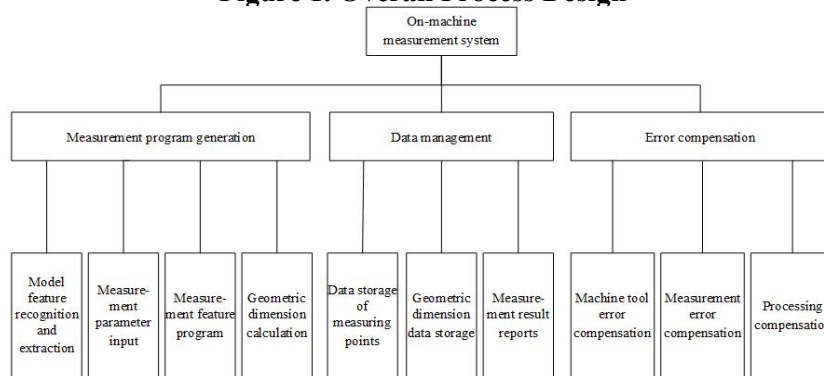 Figure 1. Overall Process Design
On-machine
measurement system
Measurement program generation
Data management
Error compensation
Model
feature
recognition
and
extraction
Measure-
ment
parameter
input
Measure-
ment feature
program
Geometric
dimension
calculation
Data storage
of
measuring
points
Geometric
dimension
data storage
Measure-
ment result
reports
Machine tool
error
compensation
Measurement
error
compensation
Processing
compensation